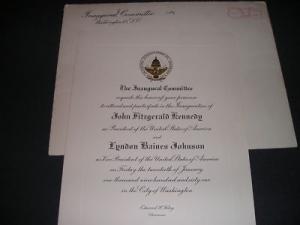 Inaugural Committee
Washington 25, D.C.
The Inaugural Committee
requests the honor of your presence
to attend and participate in the Inauguration of
John Fitzgerald Kennedy
as President of the United States of America
and
Lyndon Baines Johnson
as Vice President of the United States of America
on Friday the twentieth of January
one thousand nine hundred and sixty one
in the City of Washington
Edward H. Foley
Chairman